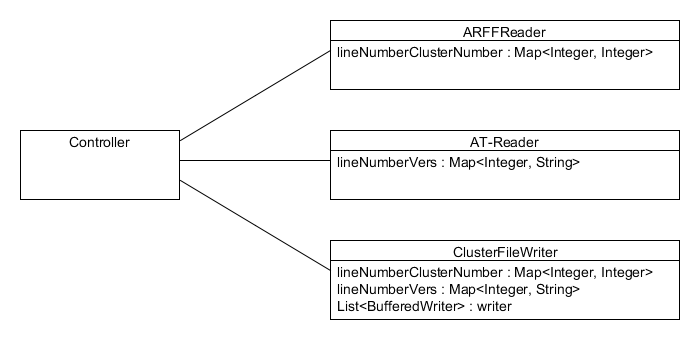 ARFFReader
lineNumberClusterNumber : Map<Integer, Integer>
Controller
AT-Reader
lineNumberVers : Map<Integer, String>
ClusterFileWriter
lineNumberClusterNumber : Map<Integer, Integer>
lineNumberVers : Map<Integer, String>
List<BufferedWriter> : writer